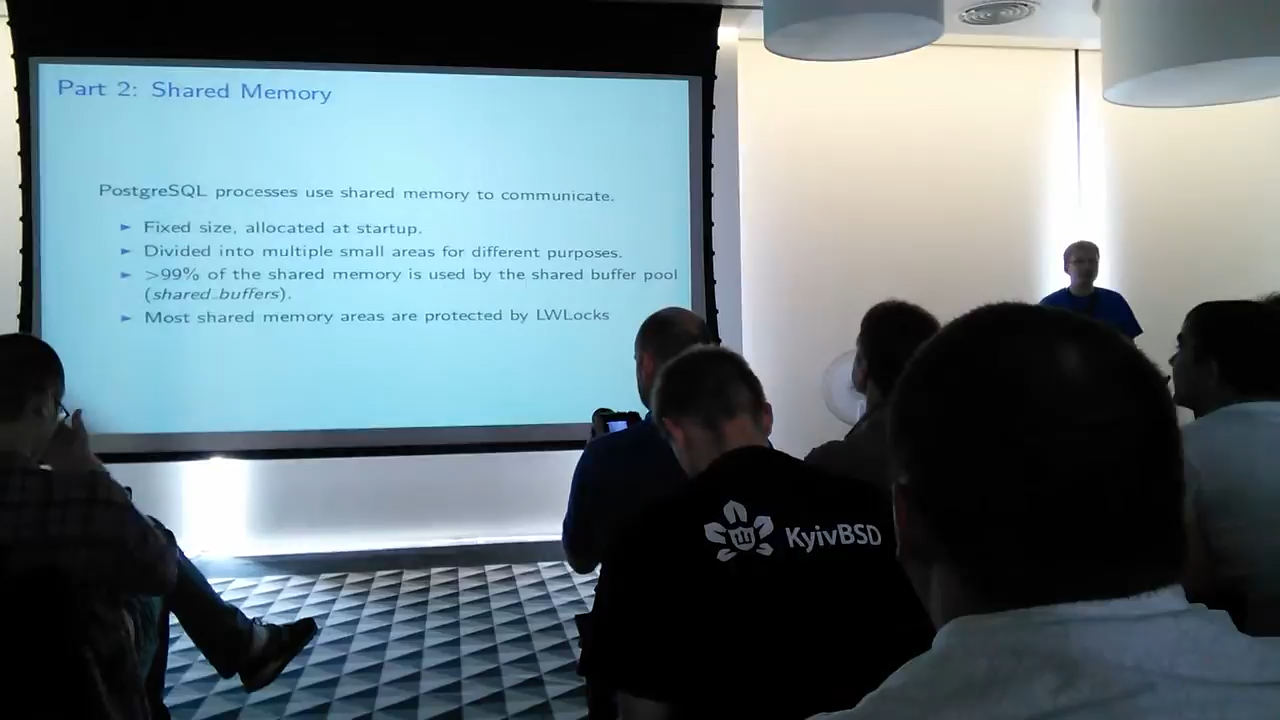 Part 2: Shared Memory
PostgreSQL processes use shared memory to communicate.
► Fixed size, allocated at startup.
► Divided into multiple small areas for different purposes.
► >99% of the shared memory is used by the shared buffer pool
(shared_buffers).
► Most shared memory areas are protected by LWLocks
KyivBSD